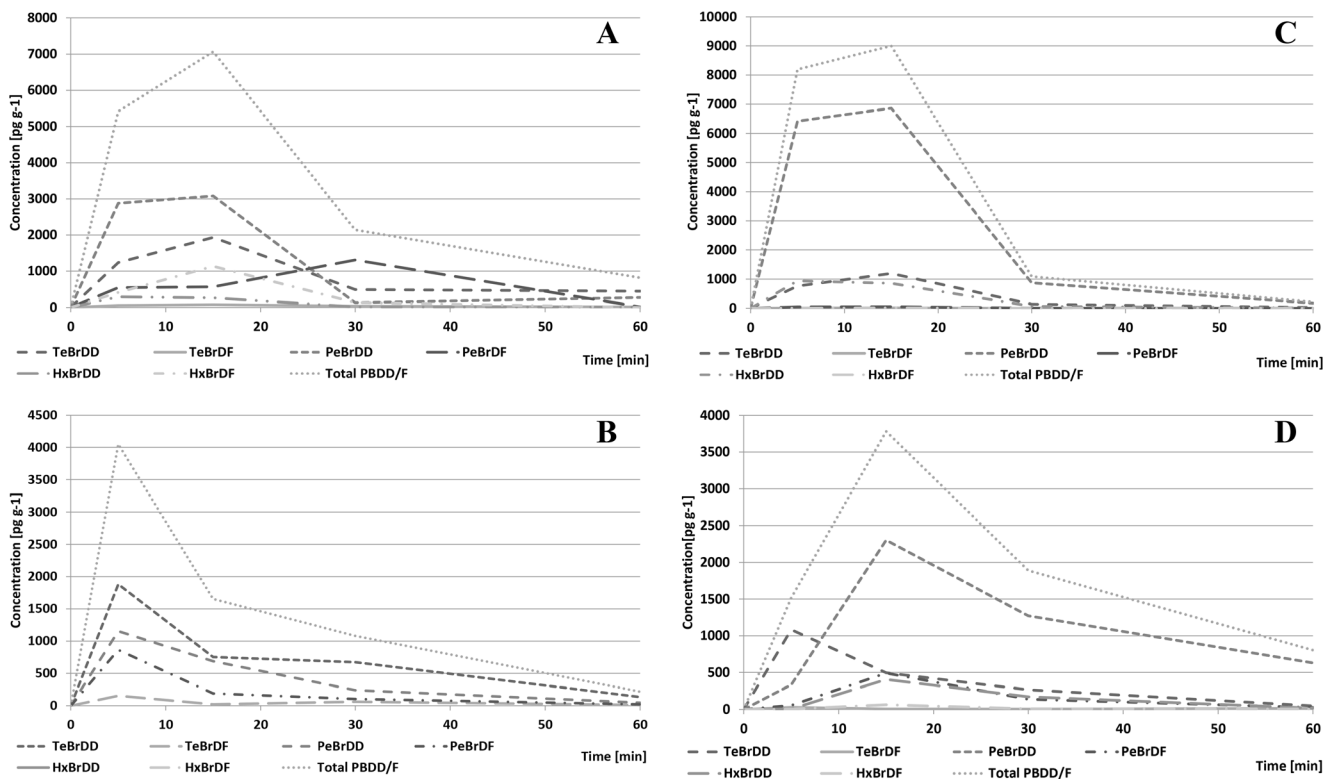 A
Concentration [pg g-1]
8000
7000
6000
5000
4000
3000
2000
1000
0
0 10 20 30 40 50 60
TeBrDD TeBrDF PeBrDD PeBrDF Time [min]
HxBrDD HxBrDF Total PBDD/F
C
Concentration [pg g-1]
10000
9000
8000
7000
6000
5000
4000
3000
2000
1000
0
0 10 20 30 40 50 60
TeBrDD TeBrDF PeBrDD PeBrDF Time [min]
HxBrDD HxBrDF Total PBDD/F
B
Concentration [pg g-1]
4500
4000
3500
3000
2500
2000
1500
1000
500
0
0 10 20 30 40 50 60
TeBrDD TeBrDF PeBrDD PeBrDF Time [min]
HxBrDD HxBrDF Total PBDD/F
D
Concentration[pg g-1]
4000
3500
3000
2500
2000
1500
1000
500
0
0 10 20 30 40 50 60
TeBrDD TeBrDF PeBrDD PeBrDF Time [min]
HxBrDD HxBrDF Total PBDD/F